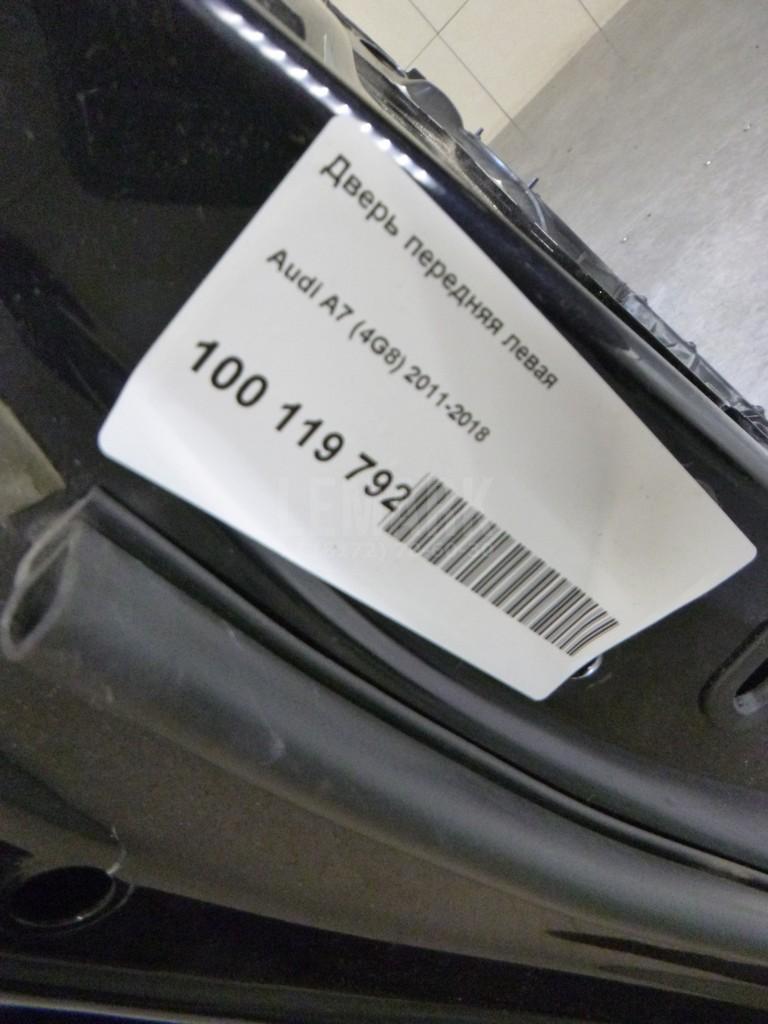 Дверь передняя левая
Audi A7 (4G8) 2011-2018
100 119 792